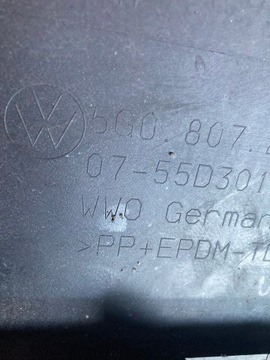 5G0.807.
07-55D301
WWO German
>PP+EPDM-T